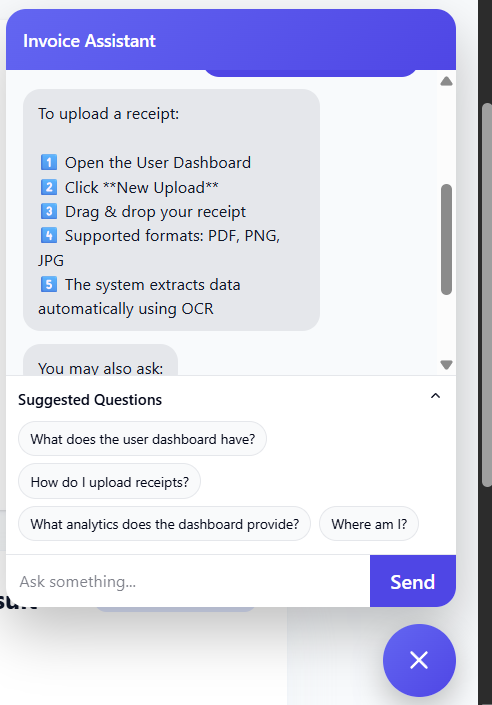 Invoice Assistant
To upload a receipt:
1️⃣ Open the User Dashboard
2️⃣ Click **New Upload**
3️⃣ Drag & drop your receipt
4️⃣ Supported formats: PDF, PNG,
JPG
5️⃣ The system extracts data
automatically using OCR
You may also ask:
Suggested Questions
What does the user dashboard have?
How do I upload receipts?
What analytics does the dashboard provide?
Where am I?
Ask something...
Send